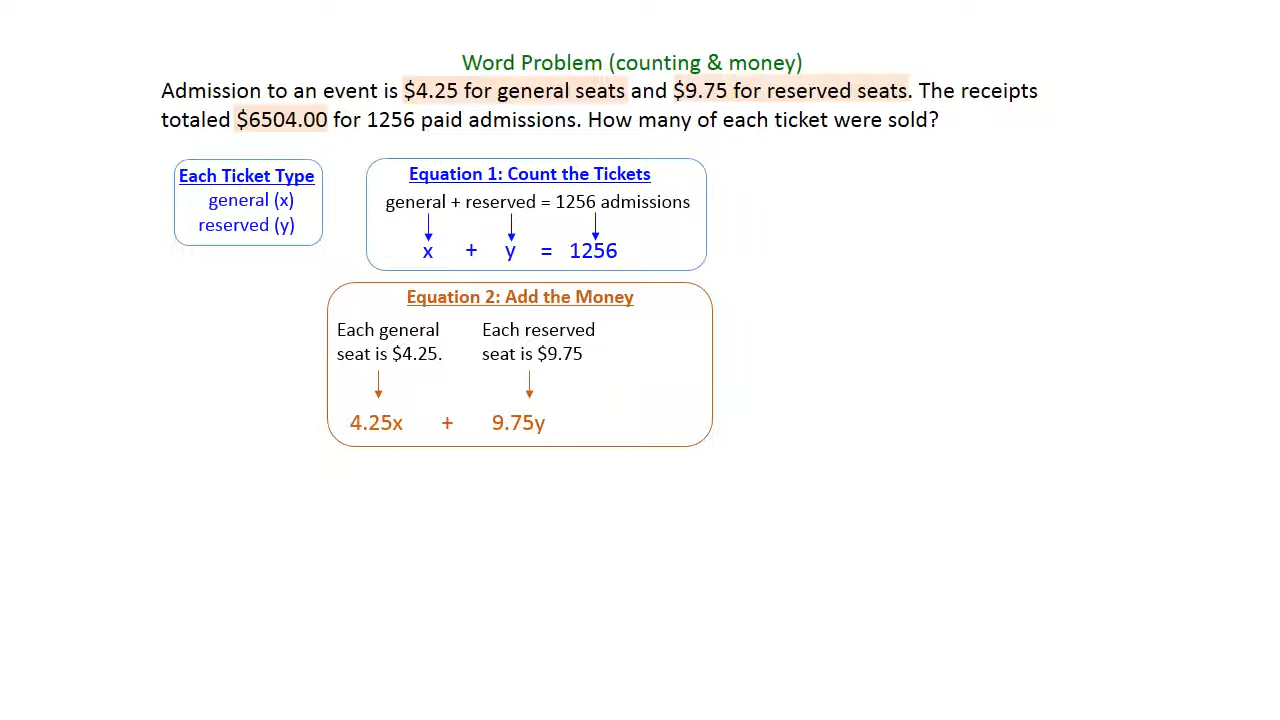 Word Problem (counting & money)
Admission to an event is $4.25 for general seats and $9.75 for reserved seats. The receipts
totaled $6504.00 for 1256 paid admissions. How many of each ticket were sold?
Each Ticket Type
general (x)
reserved (y)
Equation 1: Count the Tickets
general + reserved = 1256 admissions
x + y = 1256
Equation 2: Add the Money
Each general
seat is $4.25.
Each reserved
seat is $9.75
4.25x + 9.75y